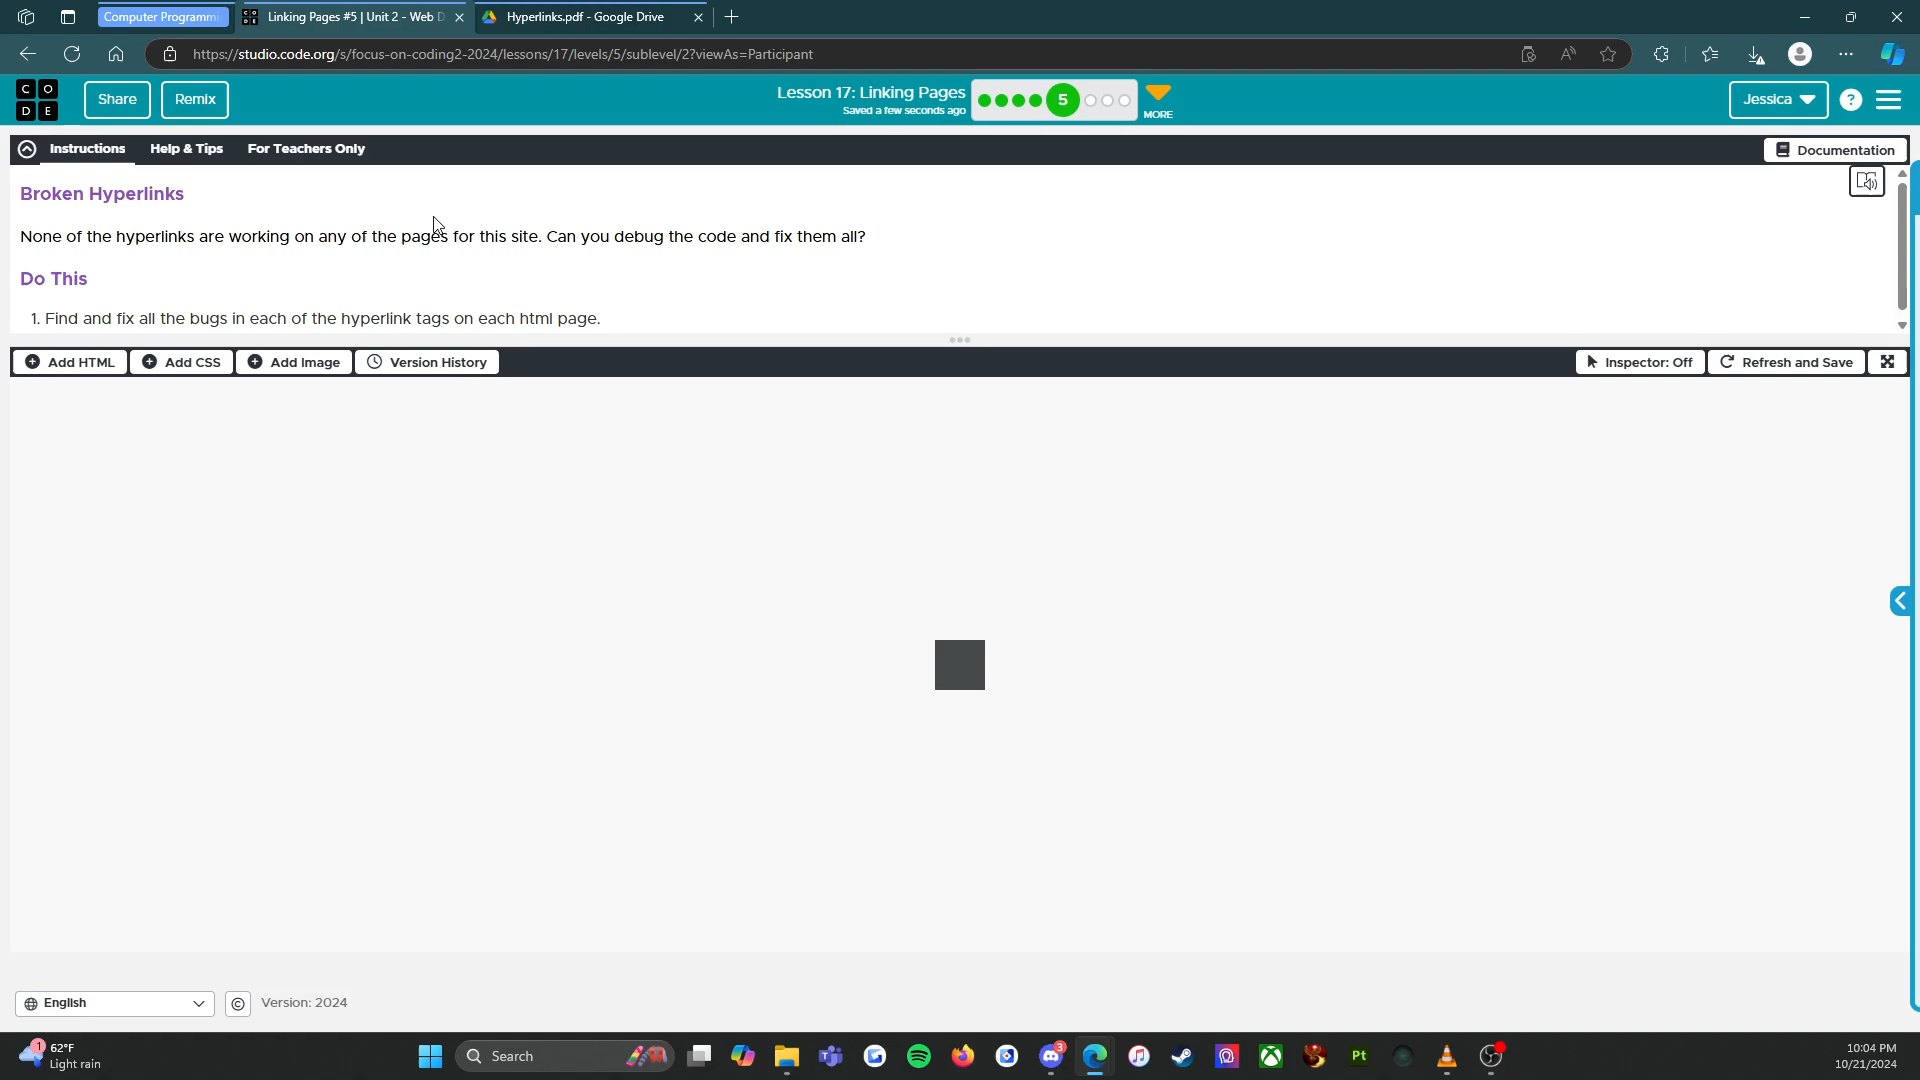 Computer Programmi
Linking Pages #5 | Unit 2 - Web D
Hyperlinks.pdf - Google Drive
https://studio.code.org/s/focus-on-coding2-2024/lessons/17/levels/5/sublevel/2?viewAs=Participant
C O
D E
Share
Remix
Lesson 17: Linking Pages
Saved a few seconds ago
5
MORE
Jessica
?
Instructions
Help & Tips
For Teachers Only
Documentation
Broken Hyperlinks
None of the hyperlinks are working on any of the pages for this site. Can you debug the code and fix them all?
Do This
1. Find and fix all the bugs in each of the hyperlink tags on each html page.
Add HTML
Add CSS
Add Image
Version History
Inspector: Off
Refresh and Save
English
©
Version: 2024
1
62°F
Light rain
Search
3
Pt
10:04 PM
10/21/2024